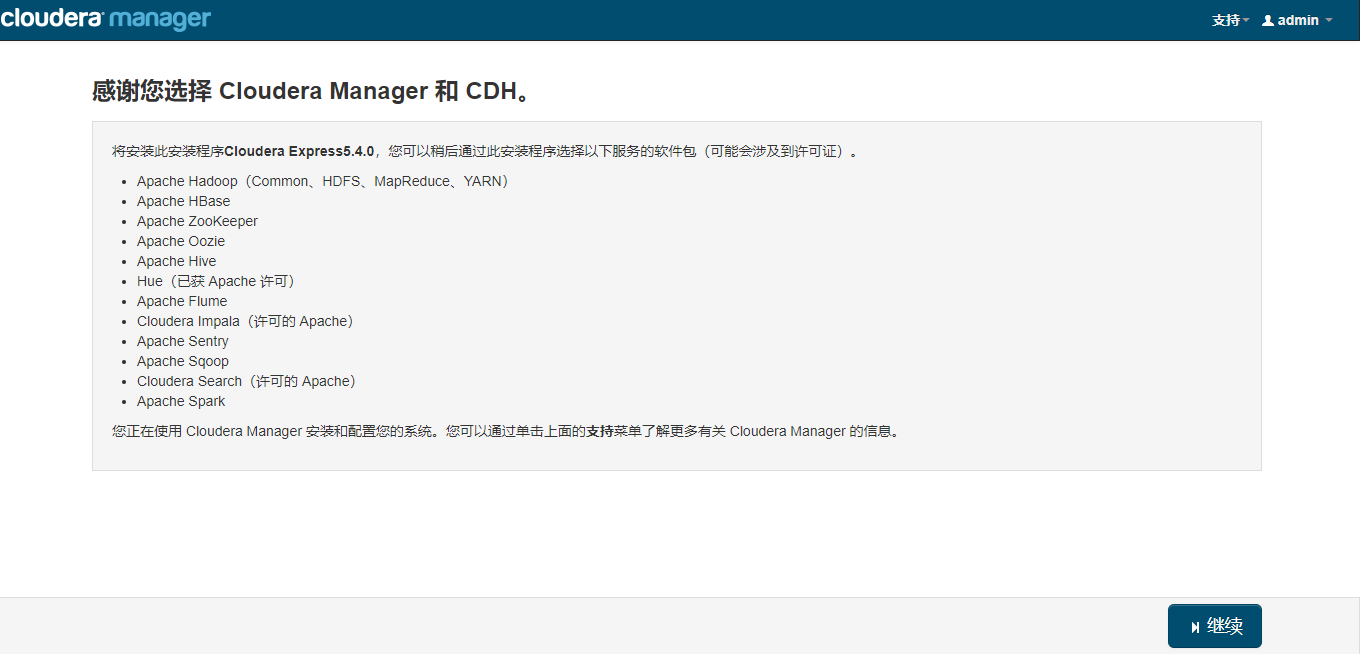 cloudera manager
支持 admin
感谢您选择 Cloudera Manager 和 CDH。
将安装此安装程序Cloudera Express5.4.0，您可以稍后通过此安装程序选择以下服务的软件包（可能会涉及到许可证）。
Apache Hadoop（Common、HDFS、MapReduce、YARN）
Apache HBase
Apache ZooKeeper
Apache Oozie
Apache Hive
Hue（已获 Apache 许可）
Apache Flume
Cloudera Impala（许可的 Apache）
Apache Sentry
Apache Sqoop
Cloudera Search（许可的 Apache）
Apache Spark
您正在使用 Cloudera Manager 安装和配置您的系统。您可以通过单击上面的支持菜单了解更多有关 Cloudera Manager 的信息。
继续